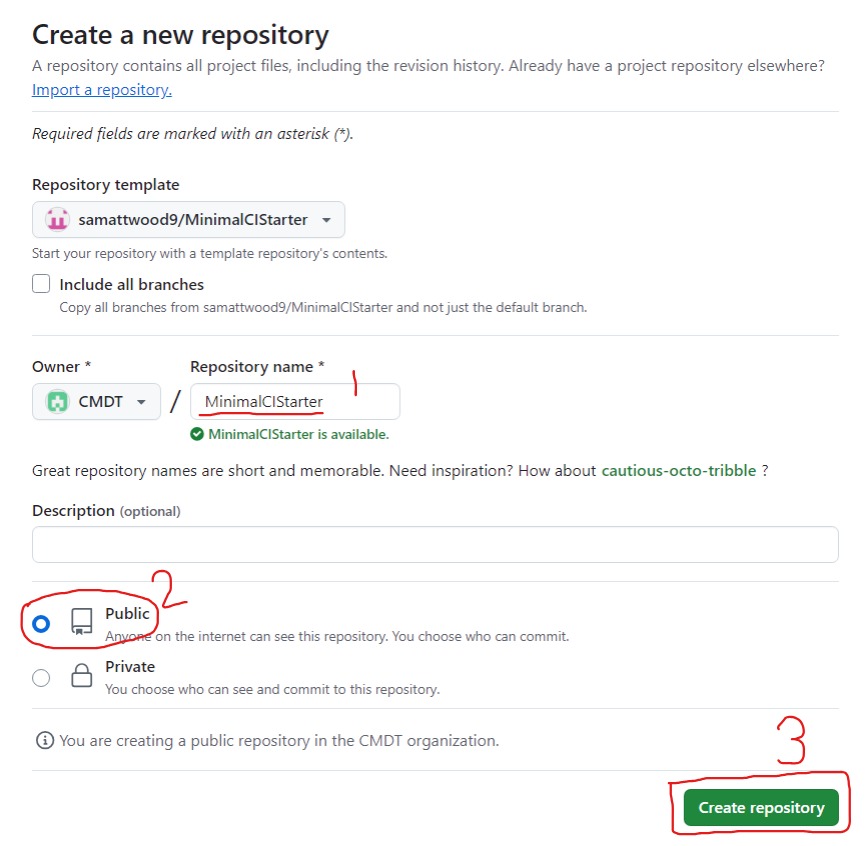 Create a new repository
A repository contains all project files, including the revision history. Already have a project repository elsewhere?
Import a repository.
Required fields are marked with an asterisk (*).
Repository template
samattwood9/MinimalCIStarter
Start your repository with a template repository's contents.
Include all branches
Copy all branches from samattwood9/MinimalCIStarter and not just the default branch.
Owner * Repository name *
1
CMDT / MinimalCIStarter
MinimalCIStarter is available.
Great repository names are short and memorable. Need inspiration? How about cautious-octo-tribble ?
Description (optional)
2
Public
Anyone on the internet can see this repository. You choose who can commit.
Private
You choose who can see and commit to this repository.
You are creating a public repository in the CMDT organization.
3
Create repository